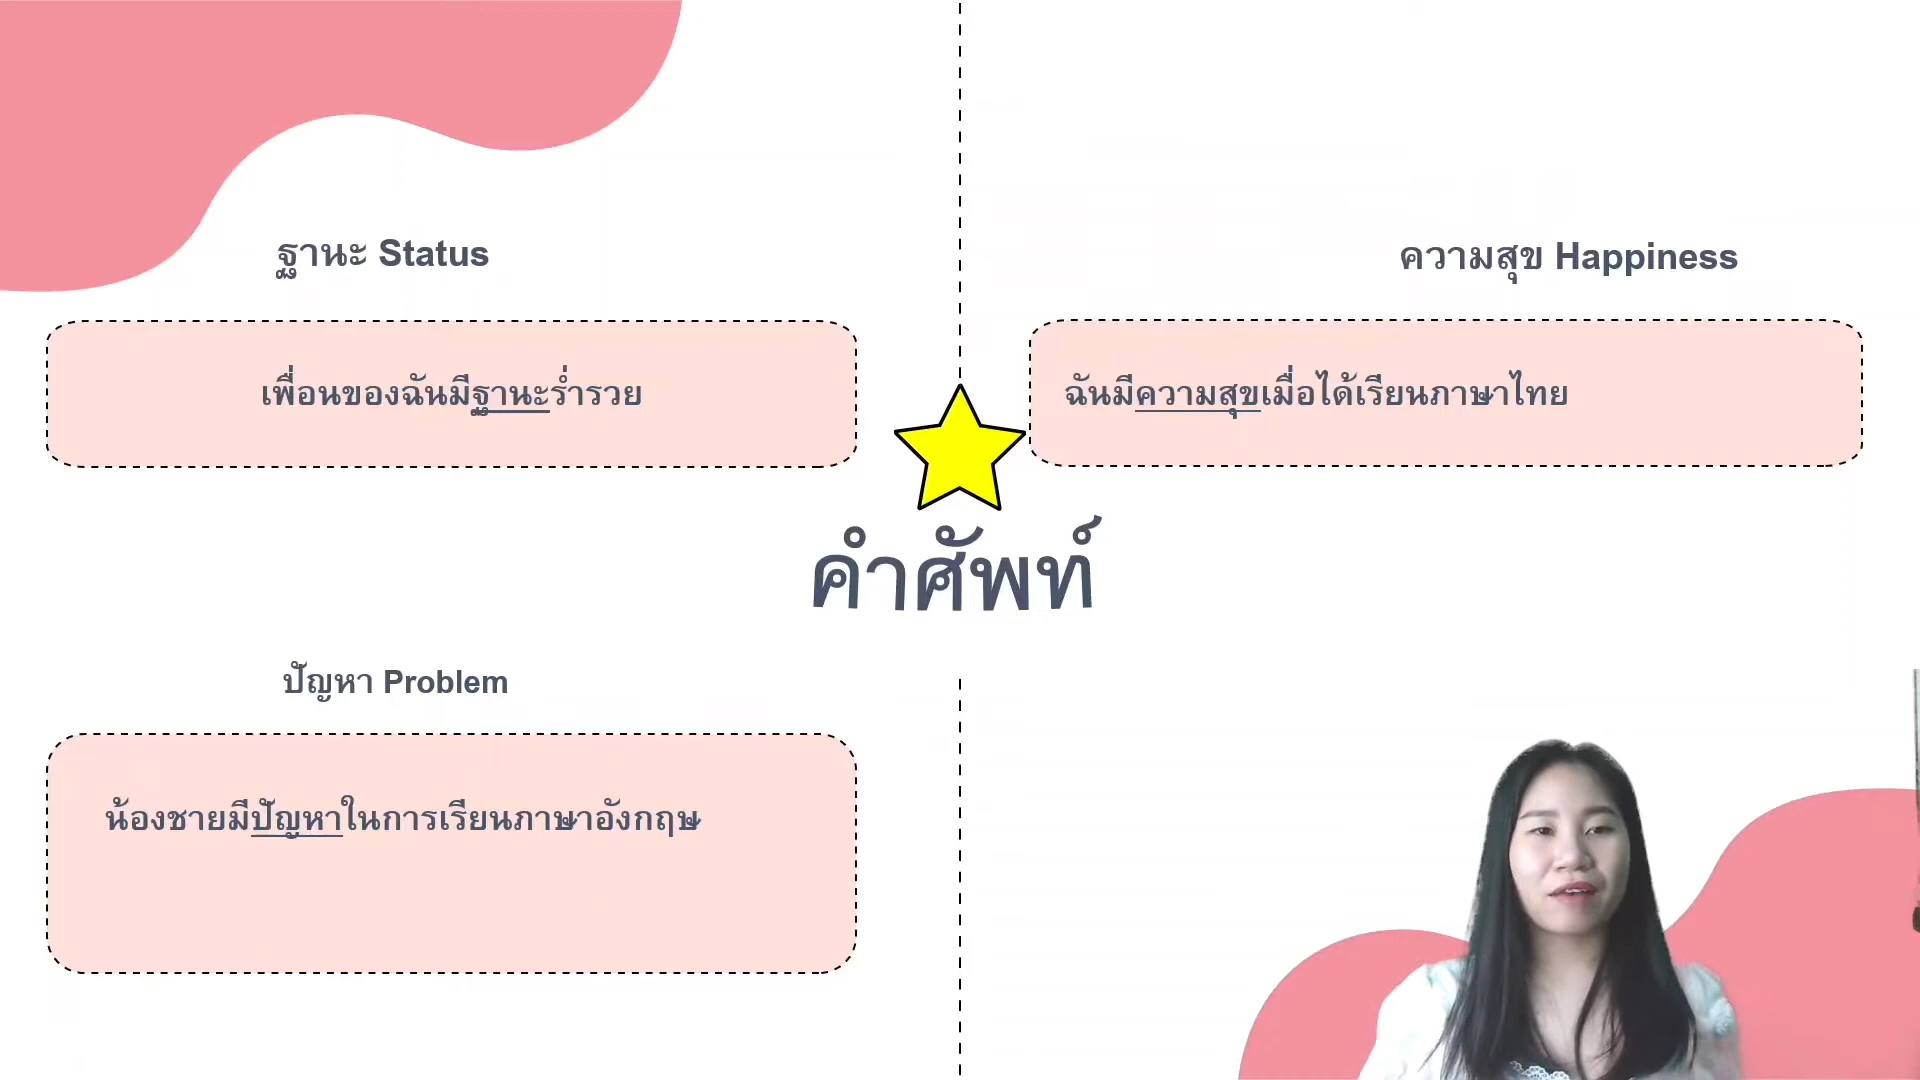 ฐานะ Status
ความสุข Happiness
เพื่อนของฉันมีฐานะร่ำรวย
ฉันมีความสุขเมื่อได้เรียนภาษาไทย
คำศัพท์
ปัญหา Problem
น้องชายมีปัญหาในการเรียนภาษาอังกฤษ